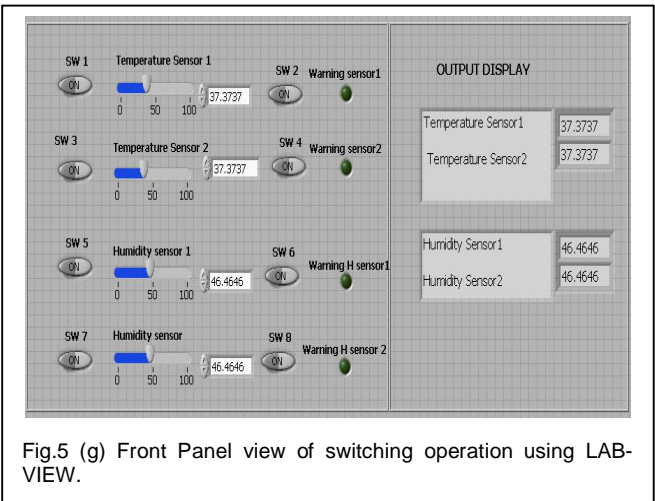 SW 1 Temperature Sensor 1 SW 2 Warning sensor1
ON 37.3737 ON
0 50 100
SW 3 Temperature Sensor 2 SW 4 Warning sensor2
ON 37.3737 ON
0 50 100
SW 5 Humidity sensor 1 SW 6 Warning H sensor1
ON 46.4646 ON
0 50 100
SW 7 Humidity sensor SW 8 Warning H sensor 2
ON 46.4646 ON
0 50 100
OUTPUT DISPLAY
Temperature Sensor1 37.3737
Temperature Sensor2 37.3737
Humidity Sensor1 46.4646
Humidity Sensor2 46.4646
Fig.5 (g) Front Panel view of switching operation using LAB-
VIEW.